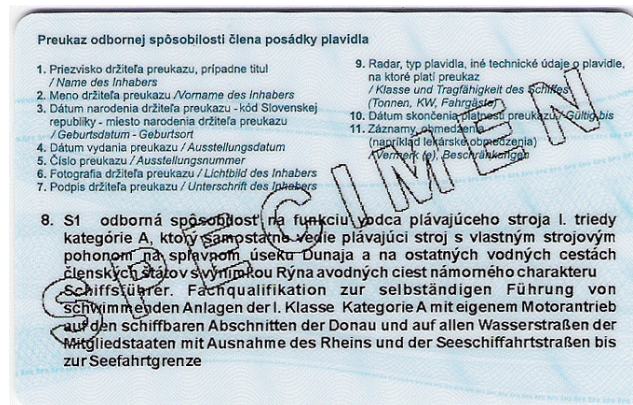 Preukaz odbornej spôsobilosti člena posádky plavidla
1. Priezvisko držiteľa preukazu, prípadne titul
/ Name des Inhabers
2. Meno držiteľa preukazu /Vorname des Inhabers
3. Dátum narodenia držiteľa preukazu - kód Slovenskej
republiky - miesto narodenia držiteľa preukazu
/ Geburtsdatum - Geburtsort
4. Dátum vydania preukazu / Ausstellungsdatum
5. Číslo preukazu / Ausstellungsnummer
6. Fotografia držiteľa preukazu / Lichtbild des Inhabers
7. Podpis držiteľa preukazu / Unterschrift des Inhabers
9. Radar, typ plavidla, iné technické údaje o plavidle,
na ktoré platí preukaz
/ Klasse und Tragfähigkeit des Schiffes
(Tonnen, KW, Fahrgäste)
10. Dátum skončenia platnosti preukazu / Gültig bis
11. Záznamy, obmedzenia
(napríklad lekárske obmedzenia)
/ Vermerk (e), Beschränkungen
8. S1 odborná spôsobilosť na funkciu vodca plávajúceho stroja I. triedy
kategórie A, ktorý samostatne vedie plávajúci stroj s vlastným strojovým
pohonom na splavnom úseku Dunaja a na ostatných vodných cestách
členských štátov s výnimkou Rýna avodných ciest námorného charakteru
Schiffsführer. Fachqualifikation zur selbständigen Führung von
schwimmenden Anlagen der I. Klasse Kategorie A mit eigenem Motorantrieb
auf den schiffbaren Abschnitten der Donau und auf allen Wasserstraßen der
Mitgliedstaaten mit Ausnahme des Rheins und der Seeschiffahrtstraßen bis
zur Seefahrtgrenze
SPECIMEN